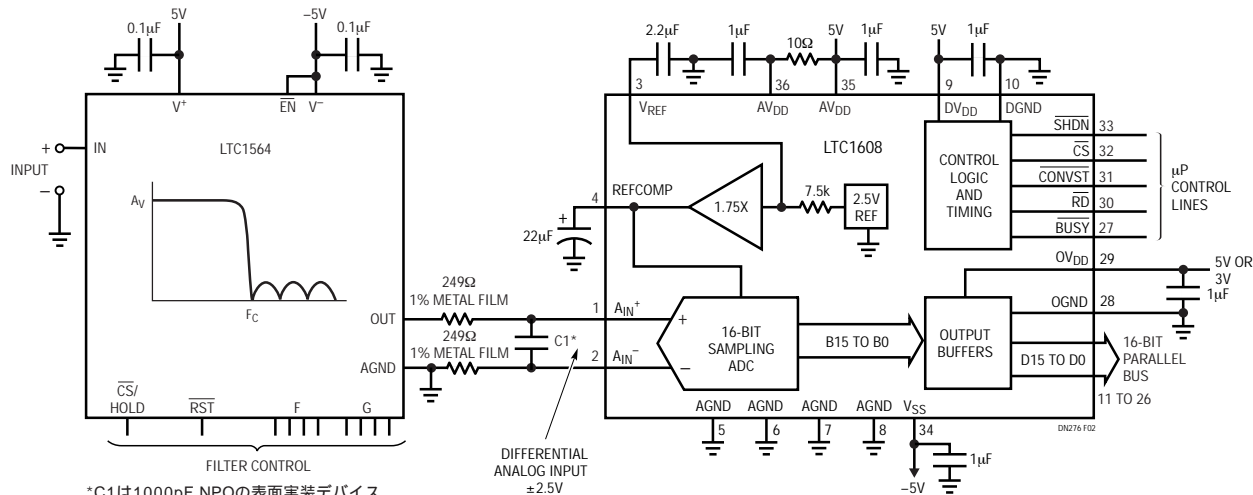 5V
–5V
0.1µF
0.1µF
V+
EN
V–
LTC1564
+
IN
INPUT
–
AV
FC
OUT
AGND
CS/
HOLD
RST
F
G
FILTER CONTROL
*C1は1000pF NPOの表面実装デバイス
249Ω
1% METAL FILM
249Ω
1% METAL FILM
C1*
DIFFERENTIAL
ANALOG INPUT
±2.5V
2.2µF
1µF
10Ω
5V
1µF
5V
1µF
3
36
35
9
10
VREF
AVDD
AVDD
DVDD
DGND
LTC1608
4
REFCOMP
+
22µF
1.75X
7.5k
2.5V
REF
CONTROL
LOGIC
AND
TIMING
SHDN
33
CS
32
CONVST
31
RD
30
BUSY
27
µP
CONTROL
LINES
OVDD
29
5V OR
3V
1µF
OGND
28
1
AIN+
+
2
AIN–
–
16-BIT
SAMPLING
ADC
B15 TO B0
OUTPUT
BUFFERS
D15 TO D0
16-BIT
PARALLEL
BUS
11 TO 26
AGND
AGND
AGND
AGND
VSS
5
6
7
8
34
1µF
–5V
DN276 F02